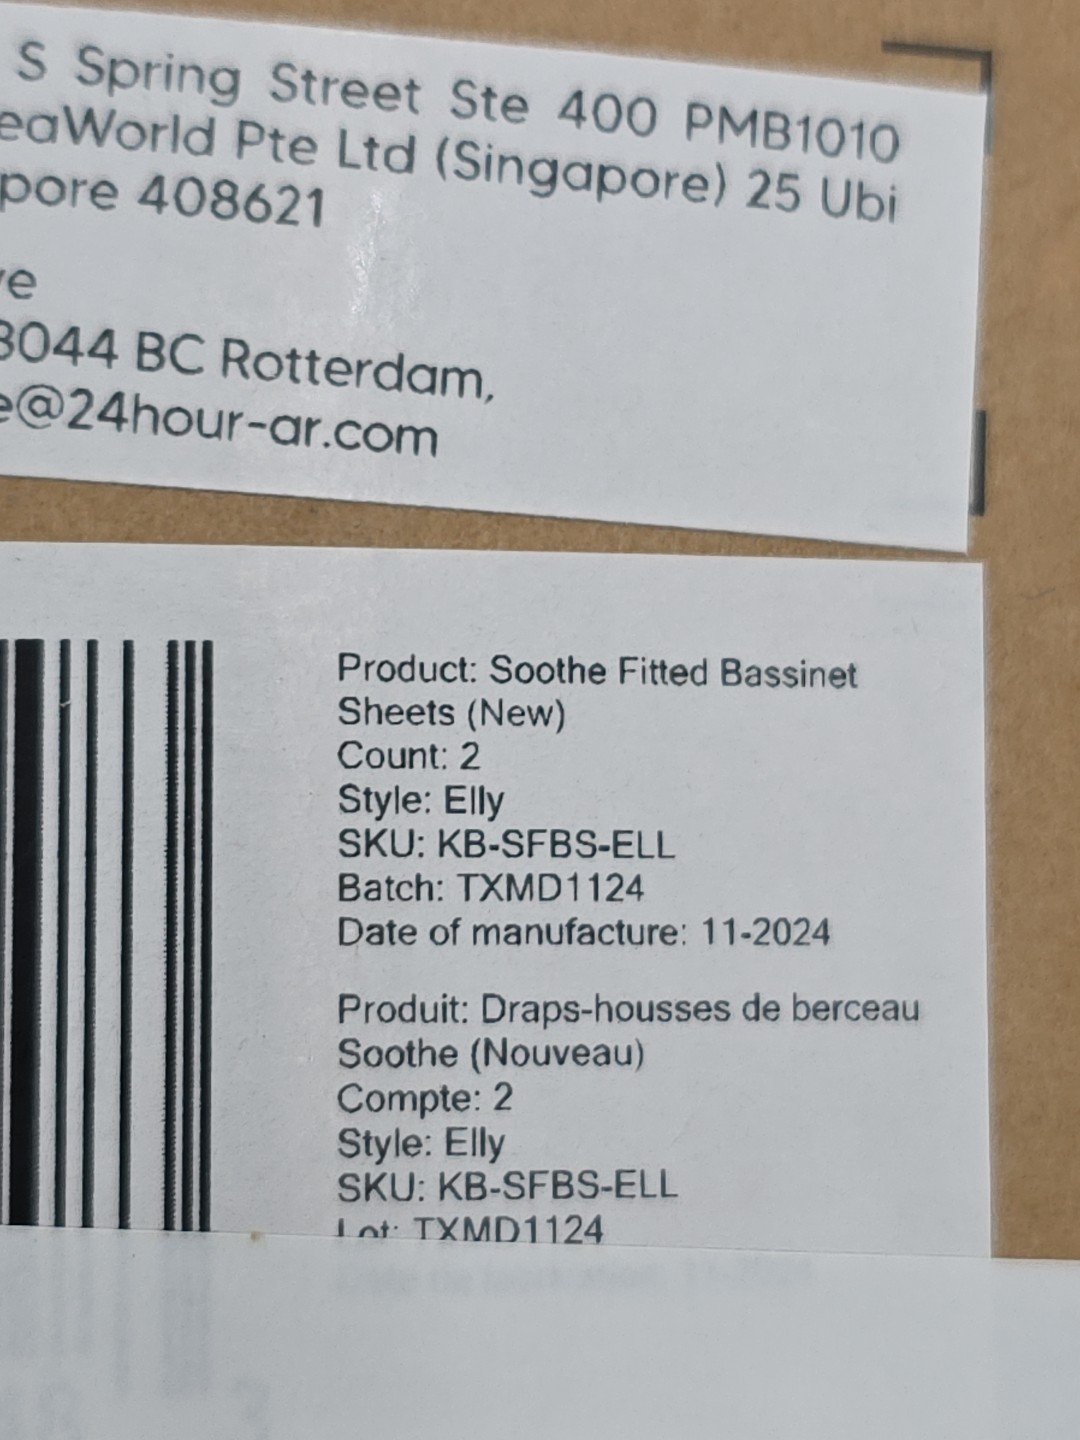 S Spring Street Ste 400 PMB1010
eaWorld Pte Ltd (Singapore) 25 Ubi
pore 408621
e
3044 BC Rotterdam,
e@24hour-ar.com
Product: Soothe Fitted Bassinet
Sheets (New)
Count: 2
Style: Elly
SKU: KB-SFBS-ELL
Batch: TXMD1124
Date of manufacture: 11-2024
Produit: Draps-housses de berceau
Soothe (Nouveau)
Compte: 2
Style: Elly
SKU: KB-SFBS-ELL
Lot: TXMD1124